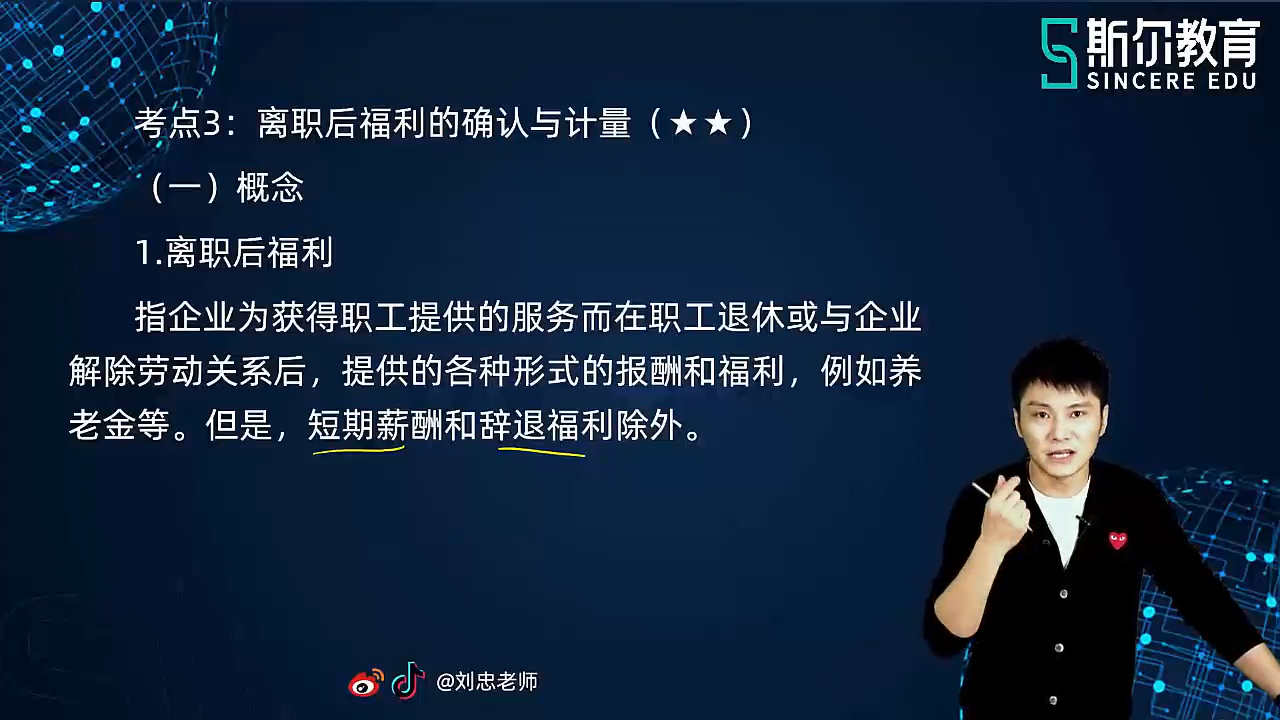 斯尔教育
SINCERE EDU
考点3：离职后福利的确认与计量（★★）
（一）概念
1.离职后福利
指企业为获得职工提供的服务而在职工退休或与企业
解除劳动关系后，提供的各种形式的报酬和福利，例如养
老金等。但是，短期薪酬和辞退福利除外。
@刘忠老师